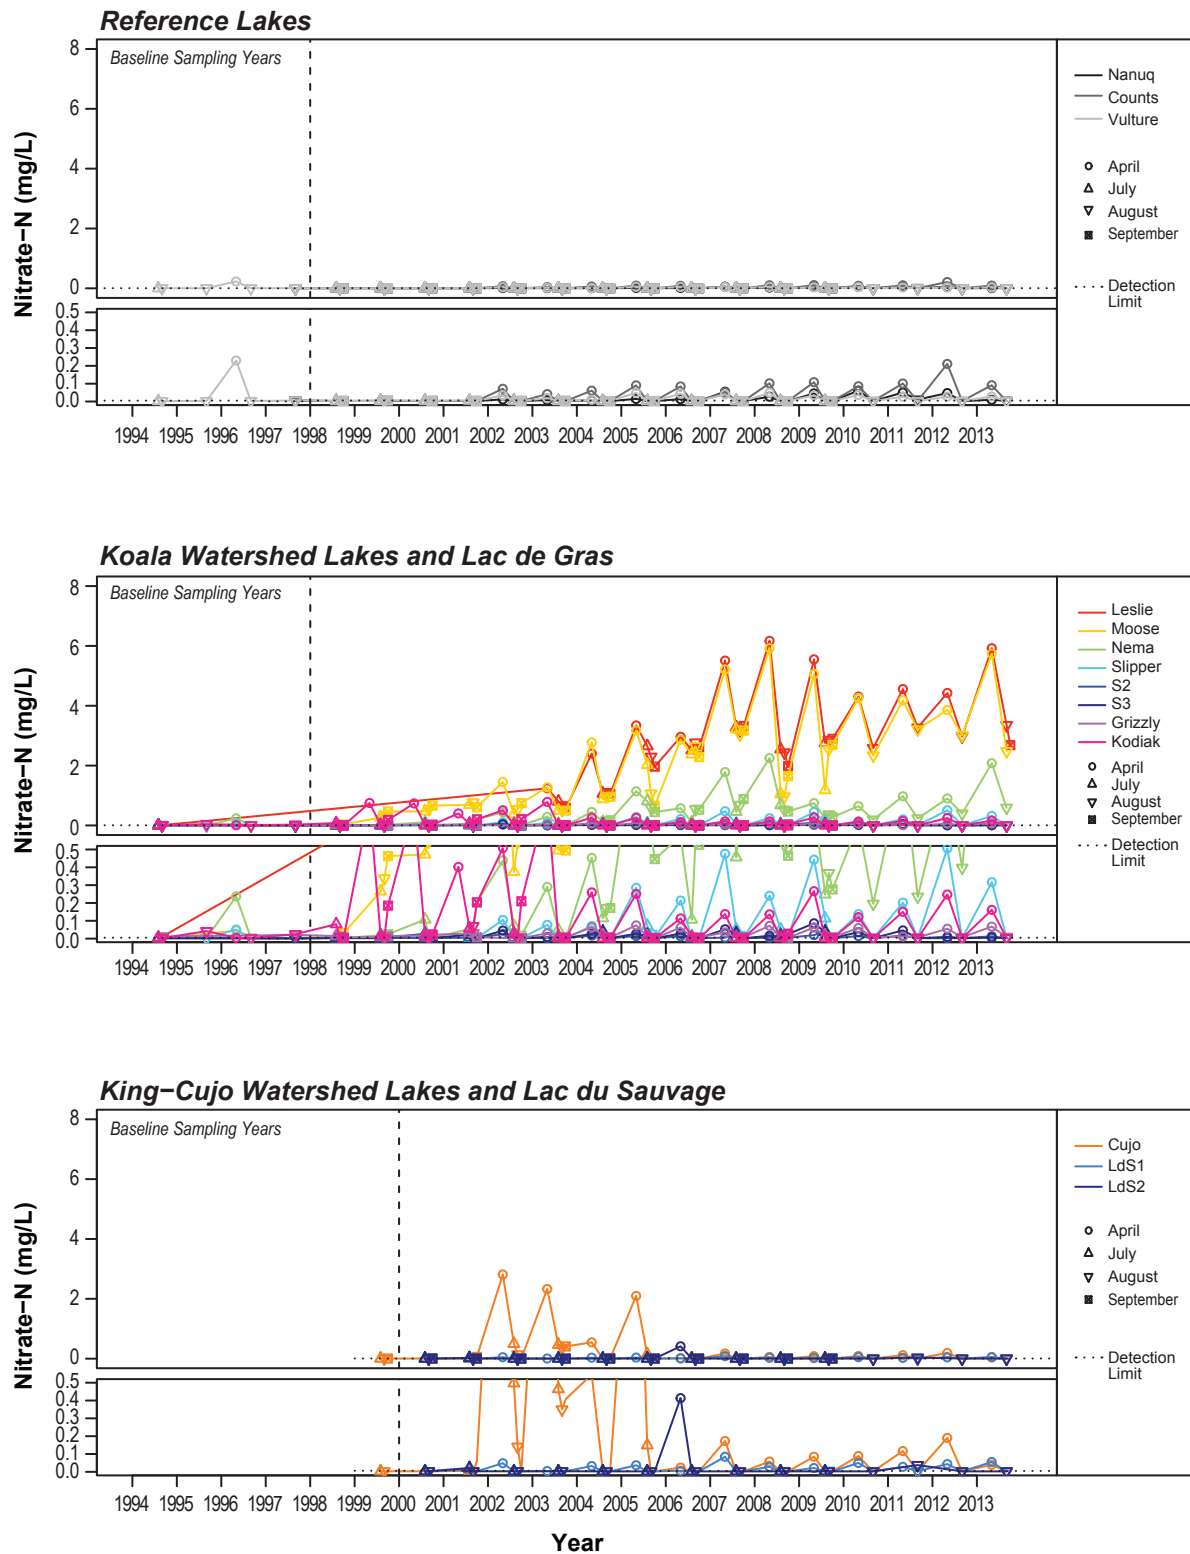 Reference Lakes
Baseline Sampling Years
Nitrate−N (mg/L)
8
6
4
2
0
0.5
0.4
0.3
0.2
0.1
0.0
1994 1995 1996 1997 1998 1999 2000 2001 2002 2003 2004 2005 2006 2007 2008 2009 2010 2011 2012 2013
Nanuq
Counts
Vulture
April
July
August
September
Detection
Limit
Koala Watershed Lakes and Lac de Gras
Baseline Sampling Years
Nitrate−N (mg/L)
8
6
4
2
0
0.5
0.4
0.3
0.2
0.1
0.0
1994 1995 1996 1997 1998 1999 2000 2001 2002 2003 2004 2005 2006 2007 2008 2009 2010 2011 2012 2013
Leslie
Moose
Nema
Slipper
S2
S3
Grizzly
Kodiak
April
July
August
September
Detection
Limit
King−Cujo Watershed Lakes and Lac du Sauvage
Baseline Sampling Years
Nitrate−N (mg/L)
8
6
4
2
0
0.5
0.4
0.3
0.2
0.1
0.0
1994 1995 1996 1997 1998 1999 2000 2001 2002 2003 2004 2005 2006 2007 2008 2009 2010 2011 2012 2013
Cujo
LdS1
LdS2
April
July
August
September
Detection
Limit
Year